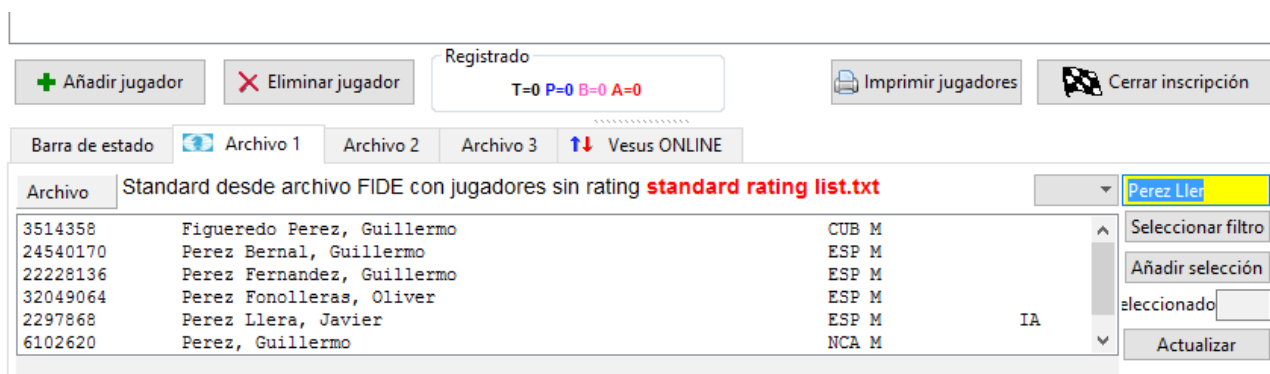 Registrado
Añadir jugador Eliminar jugador T=0 P=0 B=0 A=0 Imprimir jugadores Cerrar inscripción
Barra de estado Archivo 1 Archivo 2 Archivo 3 Vesus ONLINE
Archivo Standard desde archivo FIDE con jugadores sin rating standard rating list.txt Perez Ller
3514358 Figueredo Perez, Guillermo CUB M
Seleccionar filtro
24540170 Perez Bernal, Guillermo ESP M
22228136 Perez Fernandez, Guillermo ESP M
Añadir selección
32049064 Perez Fonolleras, Oliver ESP M
eleccionado
2297868 Perez Llera, Javier ESP M IA
6102620 Perez, Guillermo NCA M
Actualizar